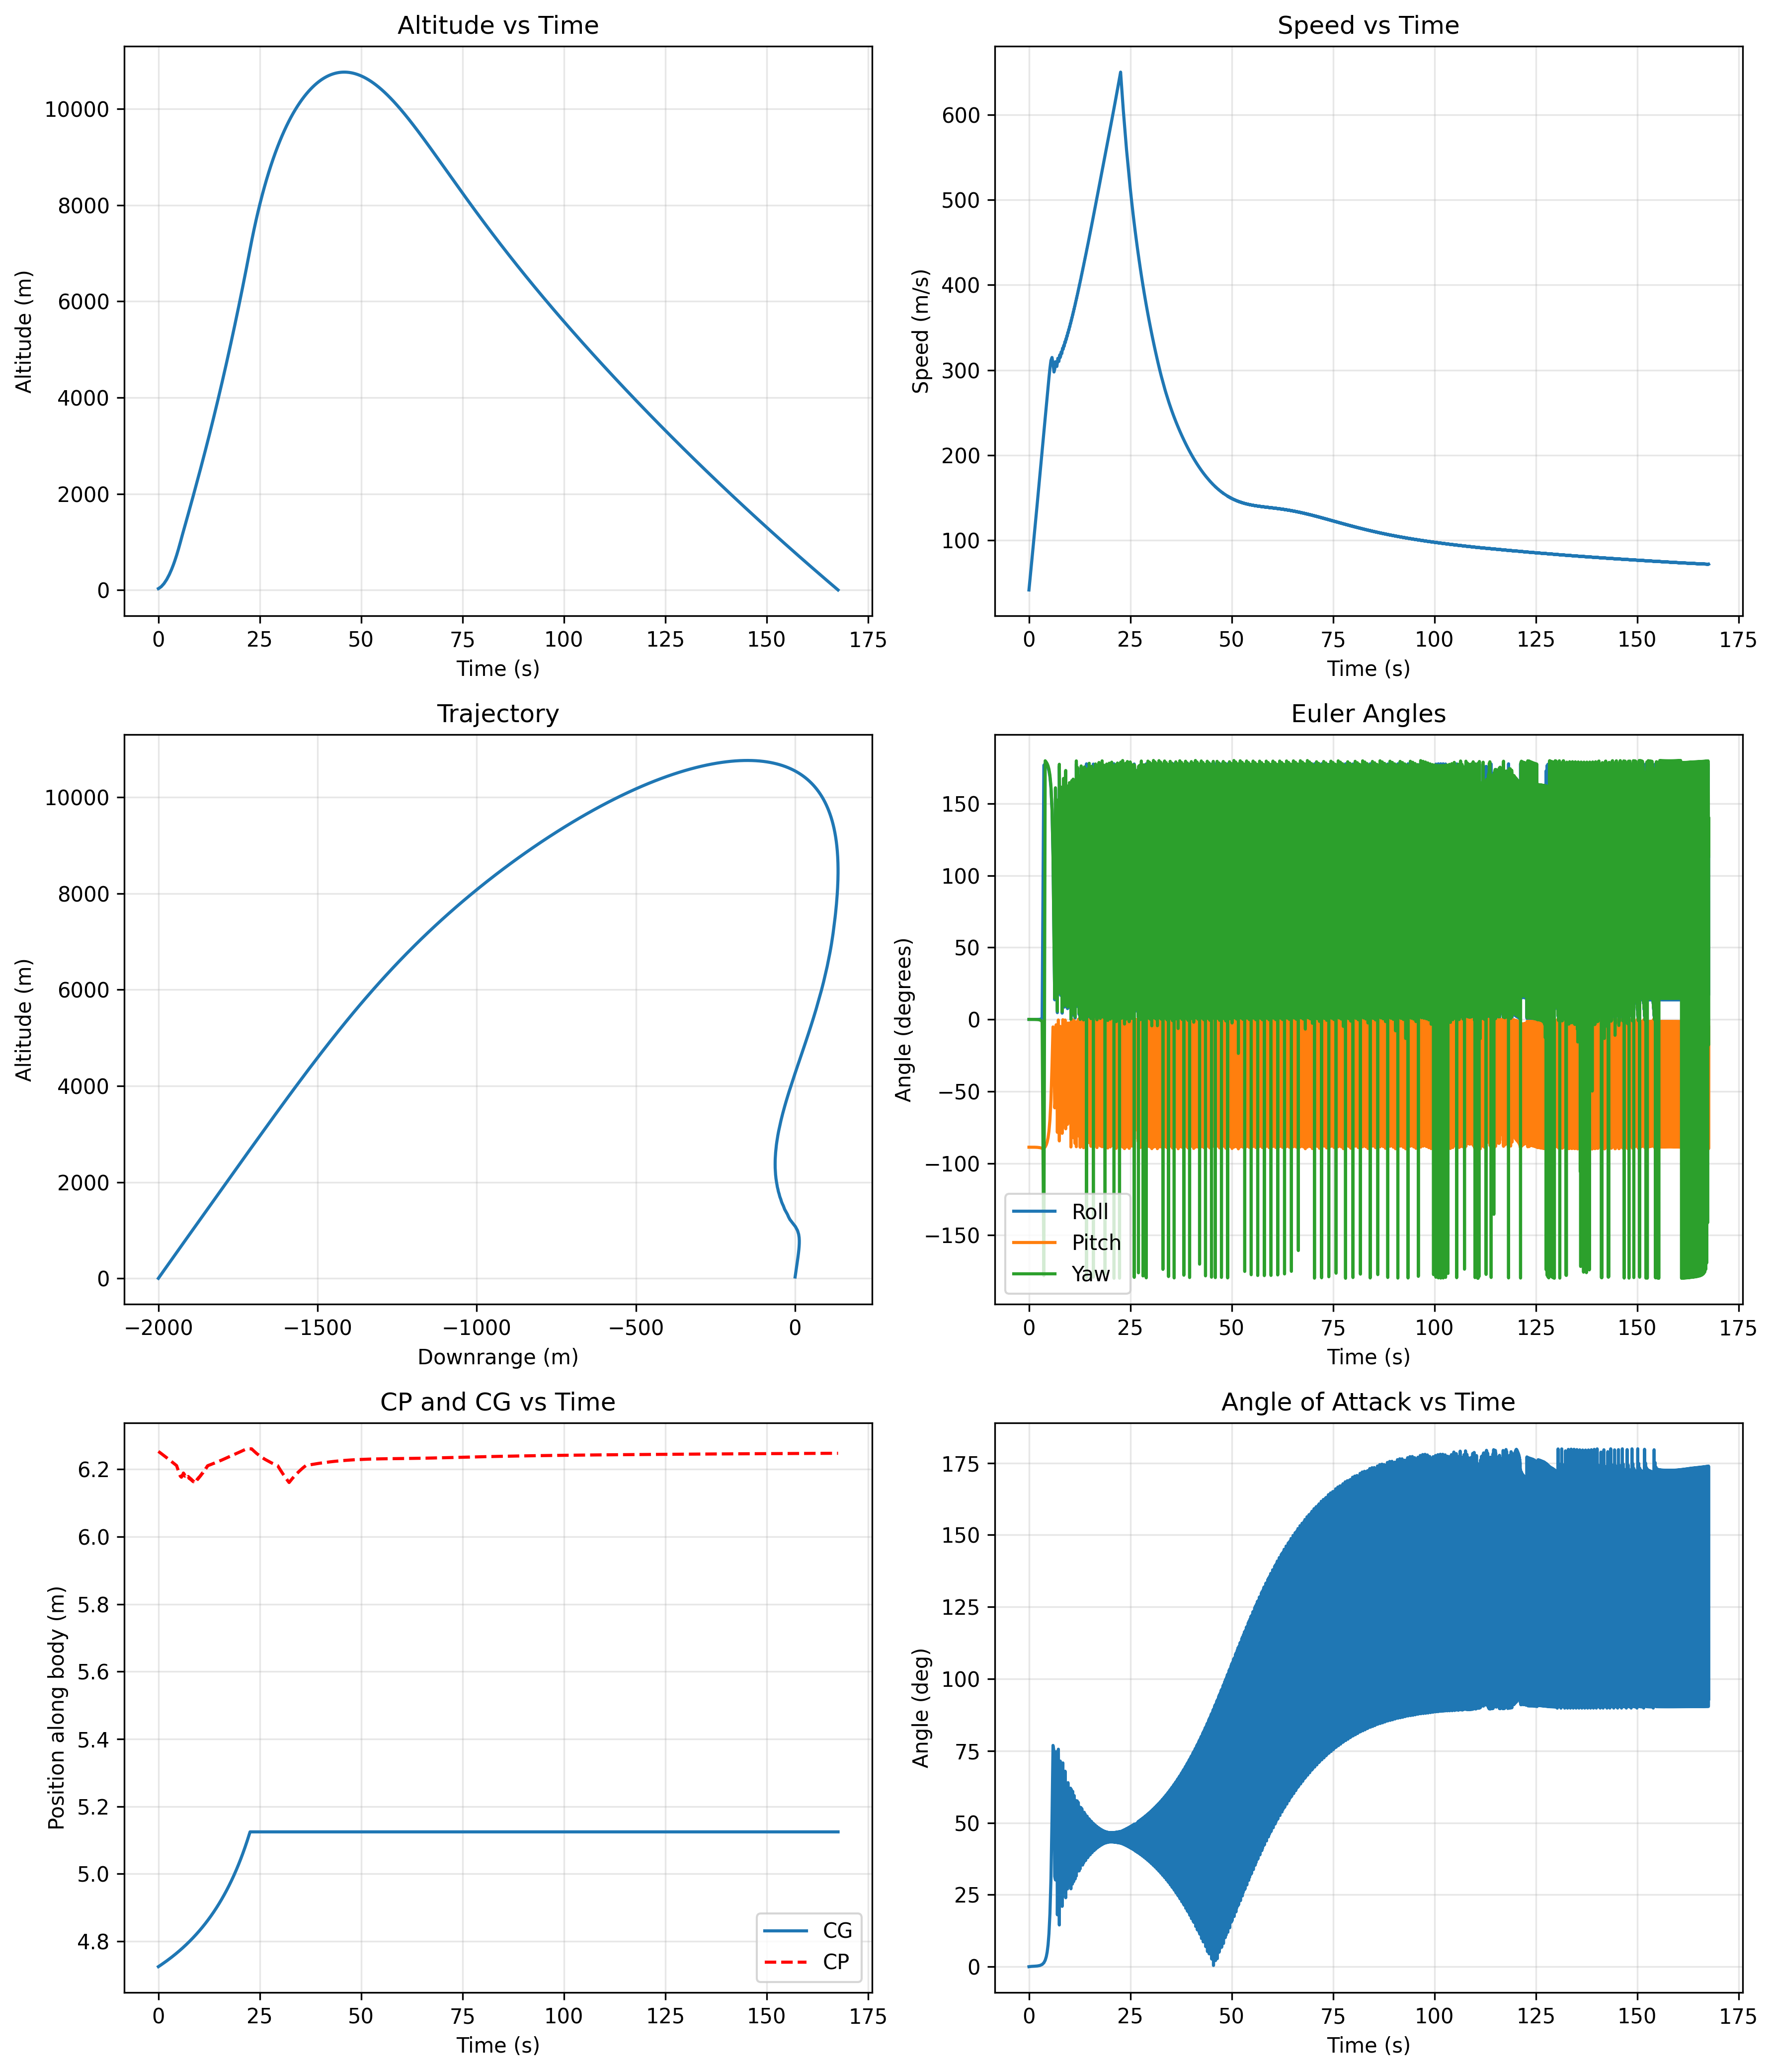 Altitude vs Time
Altitude (m)
10000
8000
6000
4000
2000
0
0 25 50 75 100 125 150 175
Time (s)
Speed vs Time
Speed (m/s)
600
500
400
300
200
100
0 25 50 75 100 125 150 175
Time (s)
Trajectory
Altitude (m)
10000
8000
6000
4000
2000
0
−2000 −1500 −1000 −500 0
Downrange (m)
Euler Angles
Angle (degrees)
150
100
50
0
−50
−100
−150
Roll
Pitch
Yaw
0 25 50 75 100 125 150 175
Time (s)
CP and CG vs Time
Position along body (m)
6.2
6.0
5.8
5.6
5.4
5.2
5.0
4.8
CG
CP
0 25 50 75 100 125 150 175
Time (s)
Angle of Attack vs Time
Angle (deg)
175
150
125
100
75
50
25
0
0 25 50 75 100 125 150 175
Time (s)